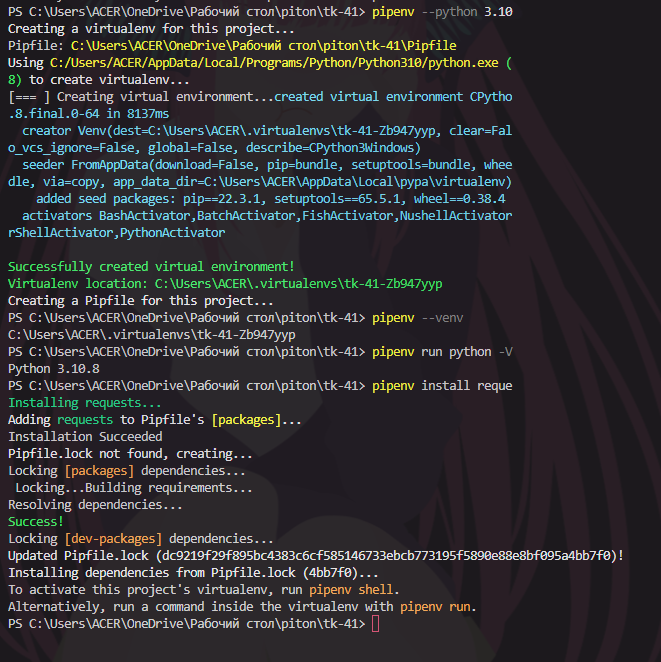 PS C:\Users\ACER\OneDrive\Рабочий стол\piton\tk-41> pipenv --python 3.10
Creating a virtualenv for this project...
Pipfile: C:\Users\ACER\OneDrive\Рабочий стол\piton\tk-41\Pipfile
Using C:/Users/ACER/AppData/Local/Programs/Python/Python310/python.exe (
8) to create virtualenv...
[=== ] Creating virtual environment...created virtual environment CPytho
.8.final.0-64 in 8137ms
creator Venv(dest=C:\Users\ACER\.virtualenvs\tk-41-Zb947yyp, clear=Fal
o_vcs_ignore=False, global=False, describe=CPython3Windows)
seeder FromAppData(download=False, pip=bundle, setuptools=bundle, whee
dle, via=copy, app_data_dir=C:\Users\ACER\AppData\Local\pypa\virtualenv)
added seed packages: pip==22.3.1, setuptools==65.5.1, wheel==0.38.4
activators BashActivator,BatchActivator,FishActivator,NushellActivator
rShellActivator,PythonActivator
Successfully created virtual environment!
Virtualenv location: C:\Users\ACER\.virtualenvs\tk-41-Zb947yyp
Creating a Pipfile for this project...
PS C:\Users\ACER\OneDrive\Рабочий стол\piton\tk-41> pipenv --venv
C:\Users\ACER\.virtualenvs\tk-41-Zb947yyp
PS C:\Users\ACER\OneDrive\Рабочий стол\piton\tk-41> pipenv run python -V
Python 3.10.8
PS C:\Users\ACER\OneDrive\Рабочий стол\piton\tk-41> pipenv install reque
Installing requests...
Adding requests to Pipfile's [packages]...
Installation Succeeded
Pipfile.lock not found, creating...
Locking [packages] dependencies...
Locking...Building requirements...
Resolving dependencies...
Success!
Locking [dev-packages] dependencies...
Updated Pipfile.lock (dc9219f29f895bc4383c6cf585146733ebcb773195f5890e88e8bf095a4bb7f0)!
Installing dependencies from Pipfile.lock (4bb7f0)...
To activate this project's virtualenv, run pipenv shell.
Alternatively, run a command inside the virtualenv with pipenv run.
PS C:\Users\ACER\OneDrive\Рабочий стол\piton\tk-41>